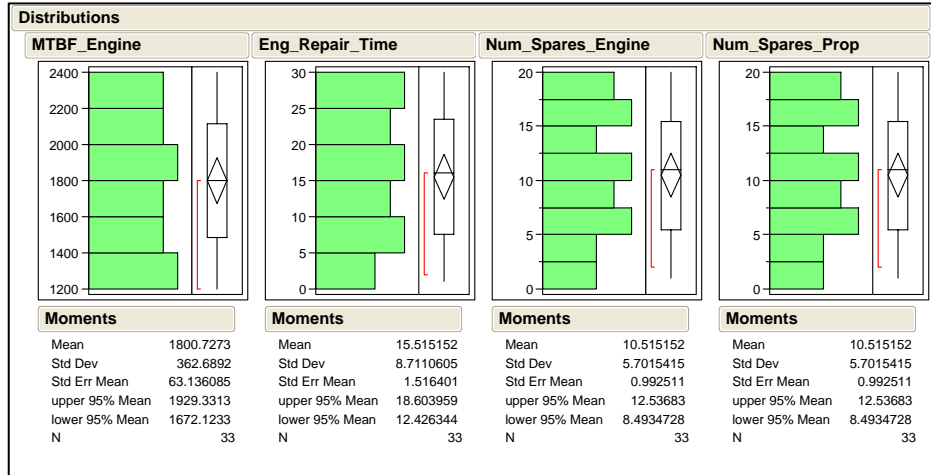 Distributions
MTBF_Engine
2400
2200
2000
1800
1600
1400
1200
Moments
Mean 1800.7273
Std Dev 362.6892
Std Err Mean 63.136085
upper 95% Mean 1929.3313
lower 95% Mean 1672.1233
N 33
Eng_Repair_Time
30
25
20
15
10
5
0
Moments
Mean 15.515152
Std Dev 8.7110605
Std Err Mean 1.516401
upper 95% Mean 18.603959
lower 95% Mean 12.426344
N 33
Num_Spares_Engine
20
15
10
5
0
Moments
Mean 10.515152
Std Dev 5.7015415
Std Err Mean 0.992511
upper 95% Mean 12.53683
lower 95% Mean 8.4934728
N 33
Num_Spares_Prop
20
15
10
5
0
Moments
Mean 10.515152
Std Dev 5.7015415
Std Err Mean 0.992511
upper 95% Mean 12.53683
lower 95% Mean 8.4934728
N 33